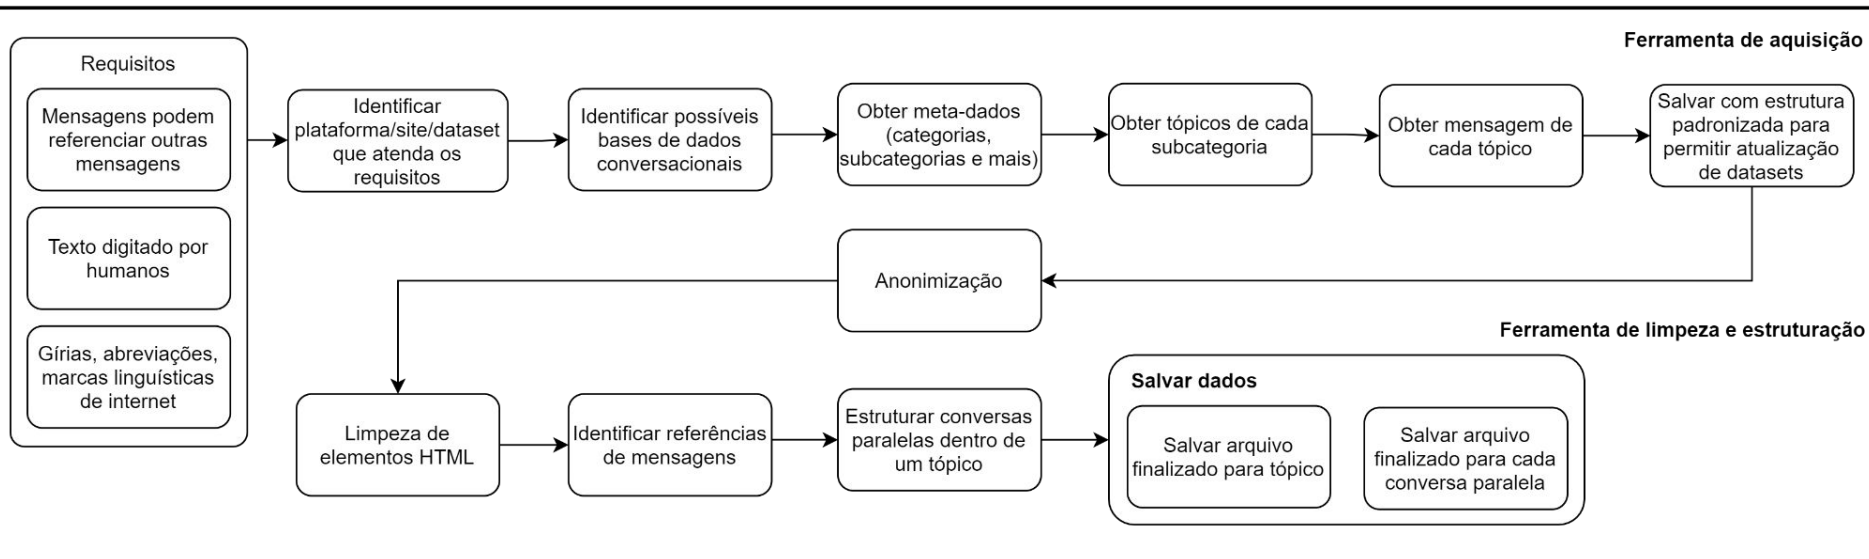 Ferramenta de aquisição
Requisitos
Mensagens podem
referenciar outras
mensagens
Texto digitado por
humanos
Gírias, abreviações,
marcas linguísticas
de internet
Identificar
plataforma/site/dataset
que atenda os
requisitos
Identificar possíveis
bases de dados
conversacionais
Obter meta-dados
(categorias,
subcategorias e mais)
Obter tópicos de cada
subcategoria
Obter mensagem de
cada tópico
Salvar com estrutura
padronizada para
permitir atualização
de datasets
Anonimização
Ferramenta de limpeza e estruturação
Limpeza de
elementos HTML
Identificar referências
de mensagens
Estruturar conversas
paralelas dentro de
um tópico
Salvar dados
Salvar arquivo
finalizado para tópico
Salvar arquivo
finalizado para cada
conversa paralela